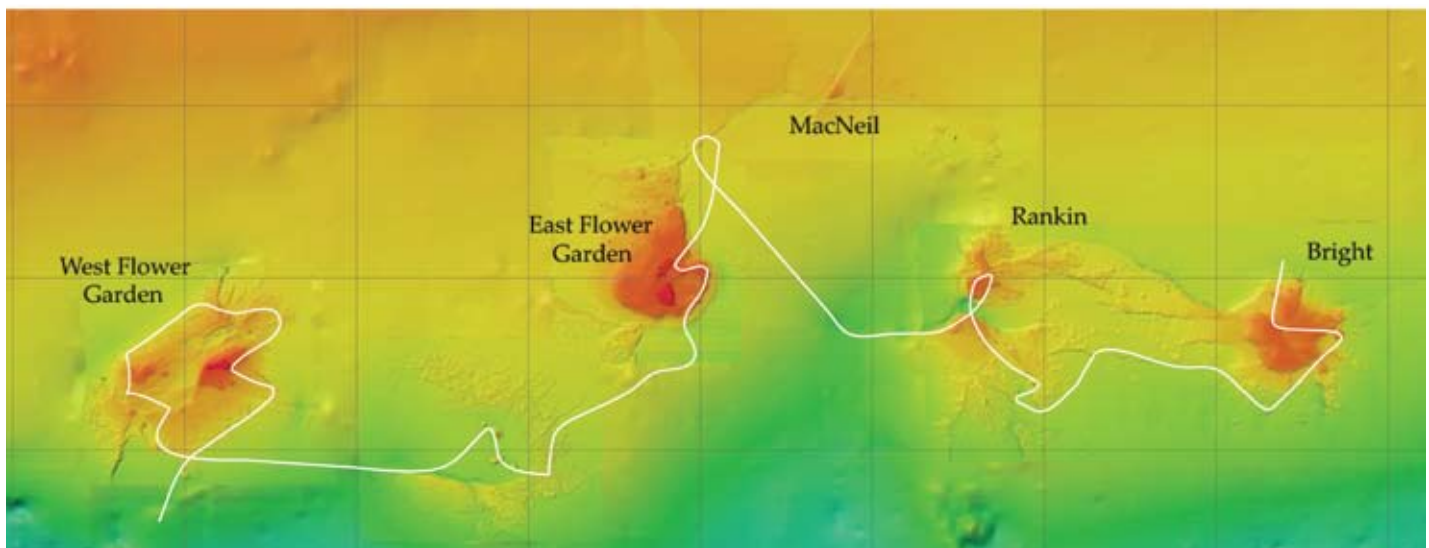 MacNeil
East Flower
Garden
Rankin
West Flower
Garden
Bright